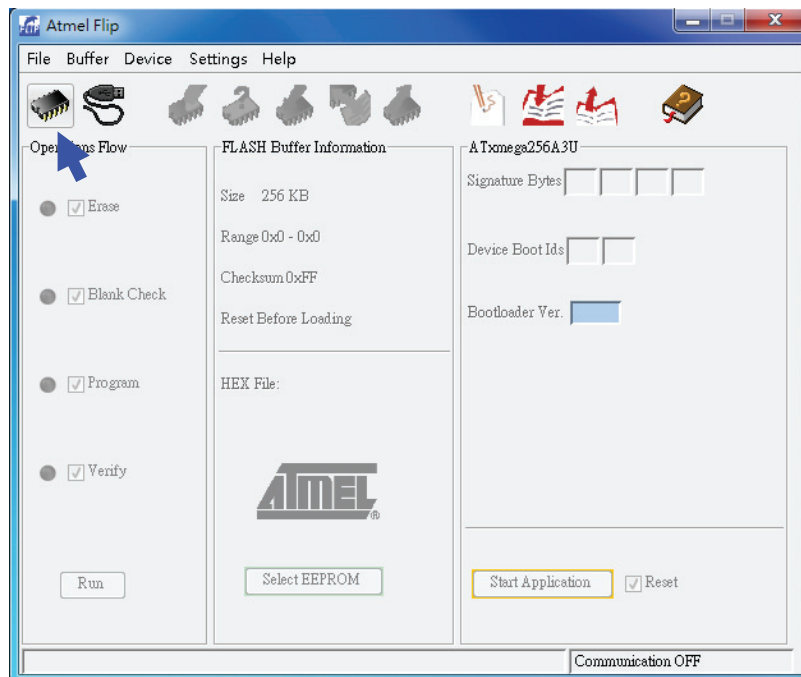 FLIP Atmel Flip
File Buffer Device Settings Help
Operations Flow
Erase
Blank Check
Program
Verify
Run
FLASH Buffer Information
Size 256 KB
Range 0x0 - 0x0
Checksum 0xFF
Reset Before Loading
HEX File:
ATMEL ®
Select EEPROM
ATxmega256A3U
Signature Bytes
Device Boot Ids
Bootloader Ver.
Start Application Reset
Communication OFF